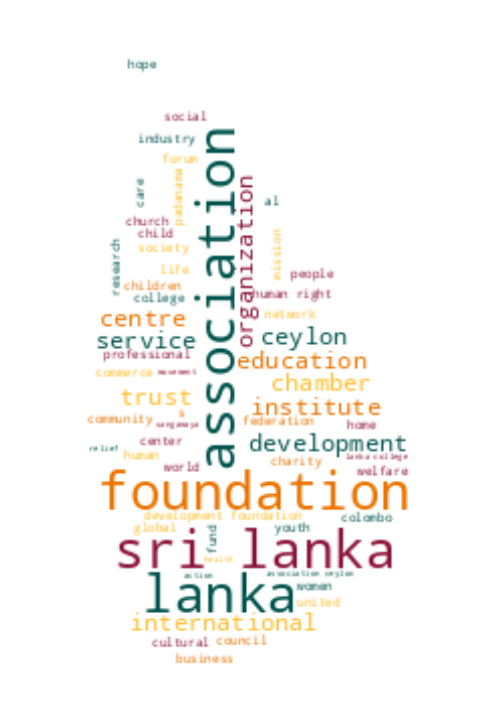 hope
social
industry
association
forum
padanama
care
organization
al
church
child
society
mission
research
life
people
children
college
human right
centre
network
service
ceylon
professional
education
commerce
movement
chamber
trust
institute
s
community
sanganaya
federation
home
center
development
relief
human
lanka college
world
charity
welfare
foundation
development foundation
colombo
global
fund
youth
sri lanka
health
action
association ceylon
lanka
women
united
international
cultural
council
business